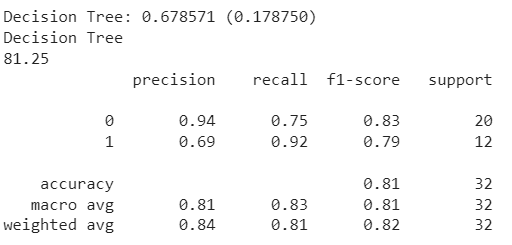 Decision Tree: 0.678571 (0.178750)
Decision Tree
81.25
precision recall f1-score support
0 0.94 0.75 0.83 20
1 0.69 0.92 0.79 12
accuracy 0.81 32
macro avg 0.81 0.83 0.81 32
weighted avg 0.84 0.81 0.82 32